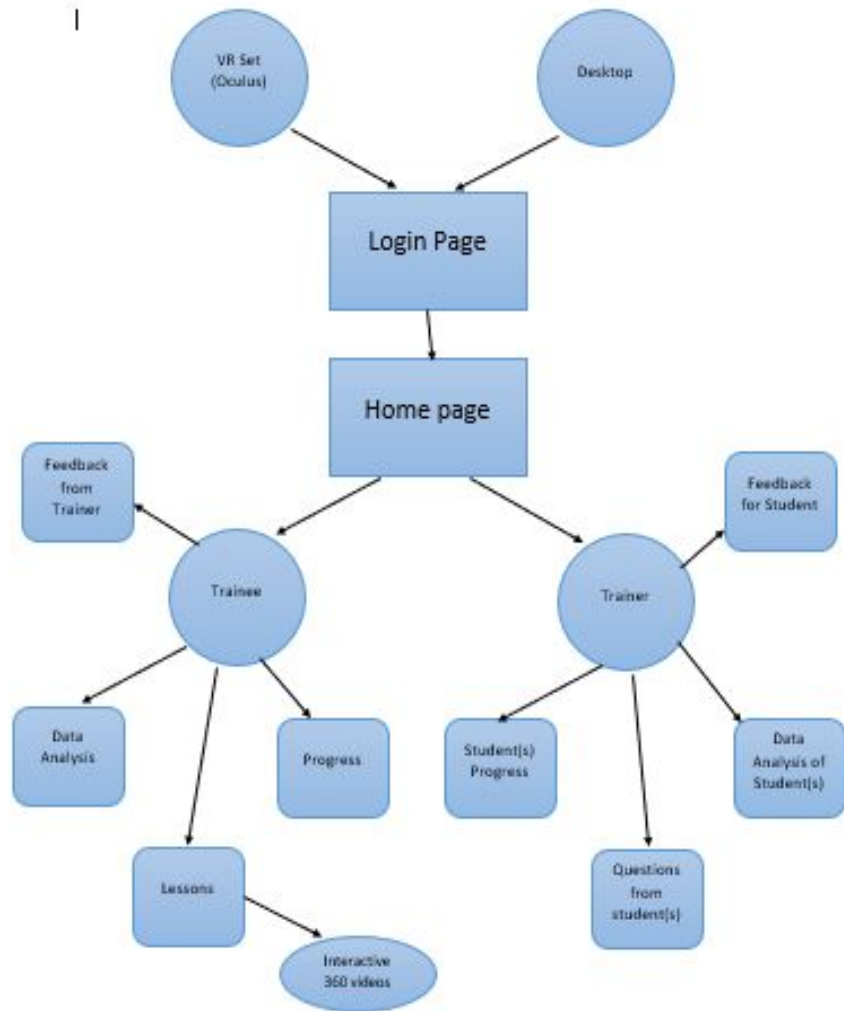 VR Set
(Oculus)
Desktop
Login Page
Home page
Feedback
from
Trainer
Feedback
for Student
Trainee
Trainer
Data
Analysis
Progress
Student(s)
Progress
Data
Analysis of
Student(s)
Lessons
Questions
from
student(s)
Interactive
360 videos